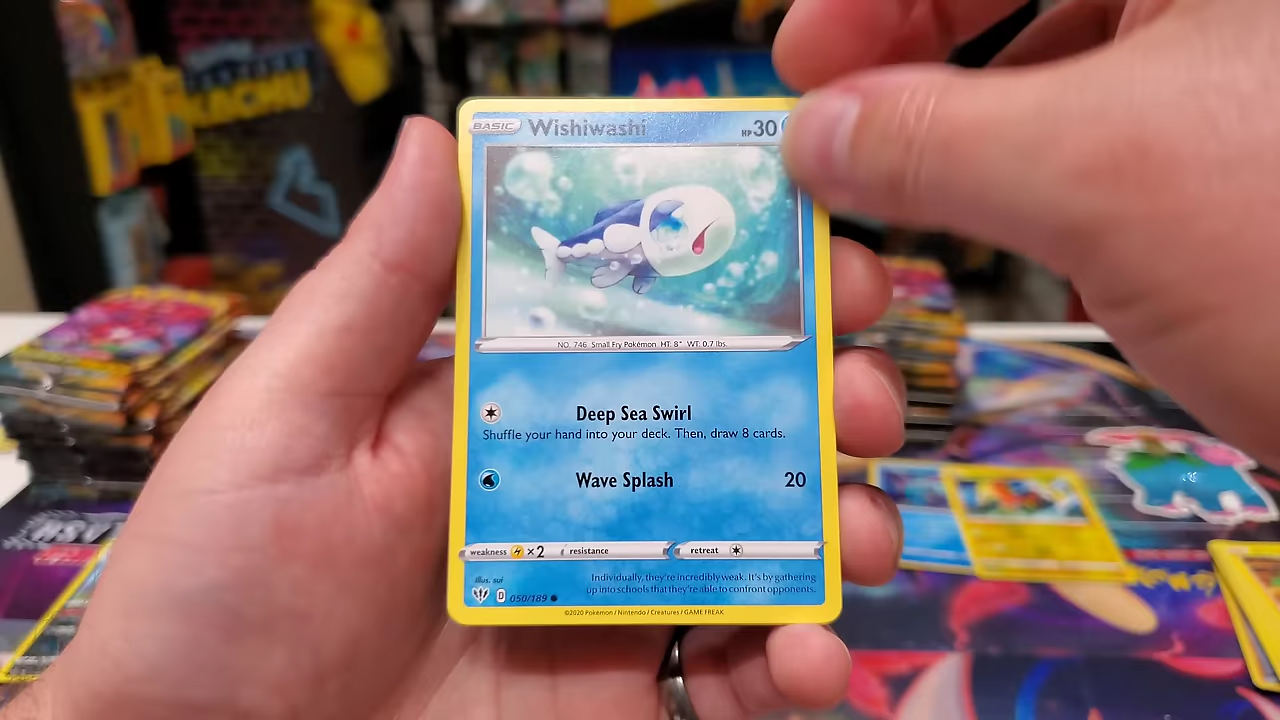 BASIC Wishiwashi HP 30
NO. 746 Small Fry Pokémon HT: 8" WT: 0.7 lbs.
Deep Sea Swirl
Shuffle your hand into your deck. Then, draw 8 cards.
Wave Splash 20
weakness ×2 resistance retreat
illus. sui
Individually, they're incredibly weak. It's by gathering
up into schools that they're able to confront opponents.
D 050/189
©2020 Pokémon / Nintendo / Creatures / GAME FREAK
PIKACHU